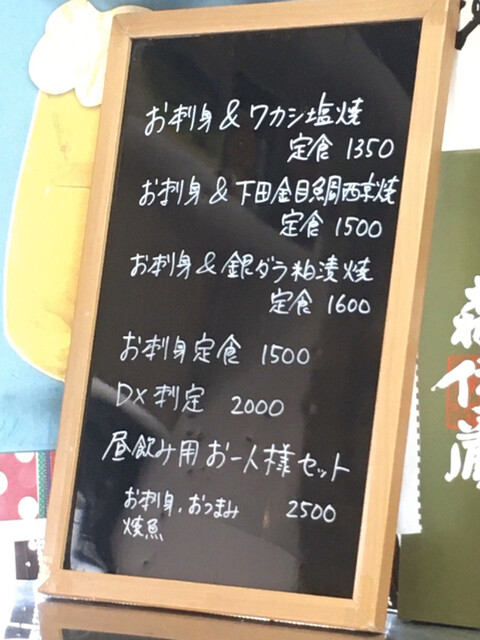 お刺身&ワカシ塩焼
定食 1350
お刺身&下田金目鯛西京焼
定食 1500
お刺身&銀ダラ粕漬焼
定食 1600
お刺身定食 1500
DX刺定 2000
昼飲み用お一人様セット
お刺身、おつまみ 2500
焼魚